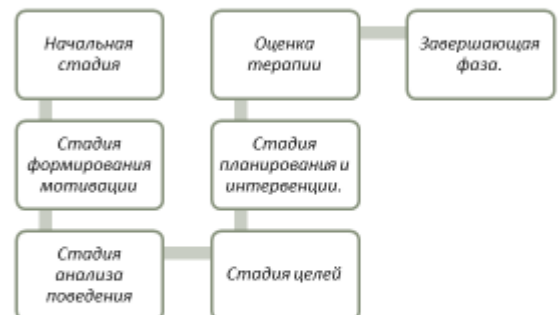 Начальная
стадия
Стадия
формирования
мотивации
Стадия
анализа
поведения
Стадия целей
Стадия
планирования и
интервенции.
Оценка
терапии
Завершающая
фаза.